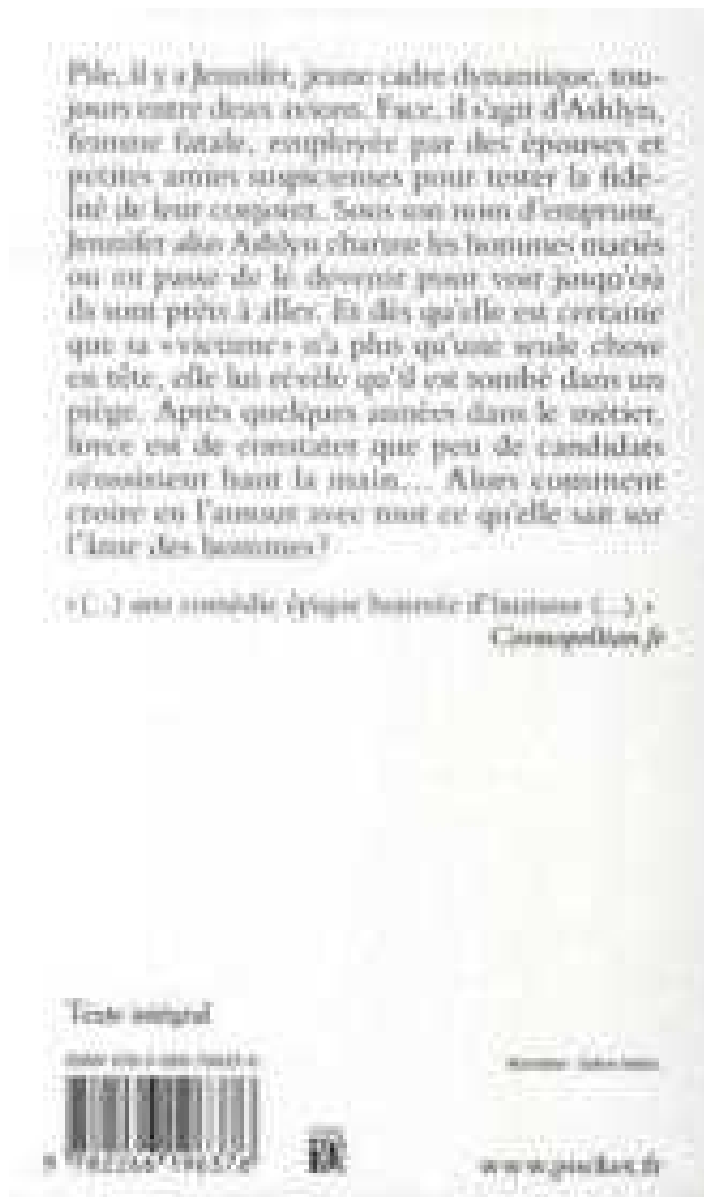 Pile, il y a Jennifer, jeune cadre dynamique, tou-
jours entre deux avions. Face, il s'agit d'Ashlyn,
femme fatale, employée par des épouses et
petites amies suspicieuses pour tester la fidé-
lité de leur conjoint. Sous son nom d'emprunt,
Jennifer alias Ashlyn charme les hommes mariés
ou en passe de le devenir pour voir jusqu'où
ils sont prêts à aller. Et dès qu'elle est certaine
que sa «victime» n'a plus qu'une seule chose
en tête, elle lui révèle qu'il est tombé dans un
piège. Après quelques années dans le métier,
force est de constater que peu de candidats
réussissent haut la main... Alors comment
croire en l'amour avec tout ce qu'elle sait sur
l'âme des hommes?
«(...) une comédie épique bourrée d'humour (...).»
Cosmopolitan.fr
Texte intégral
ISBN
www.pocket.fr